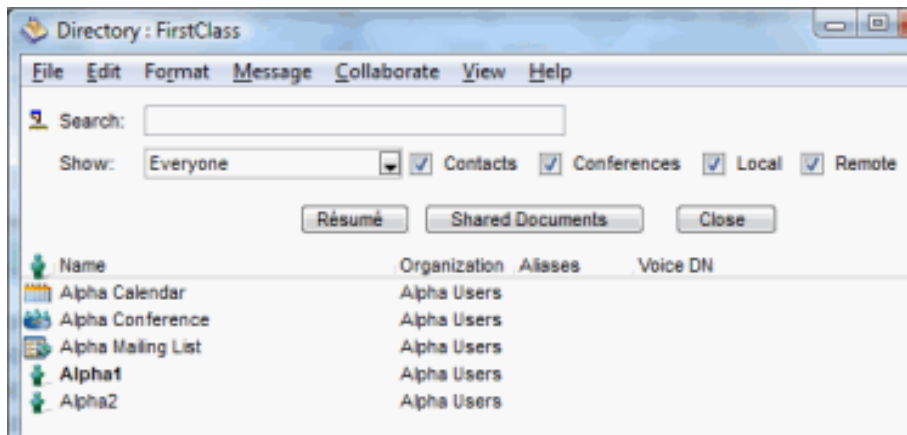 Directory : FirstClass
File Edit Format Message Collaborate View Help
Search:
Show: Everyone Contacts Conferences Local Remote
Résumé Shared Documents Close
Name Organization Aliases Voice DN
Alpha Calendar Alpha Users
Alpha Conference Alpha Users
Alpha Mailing List Alpha Users
Alpha1 Alpha Users
Alpha2 Alpha Users